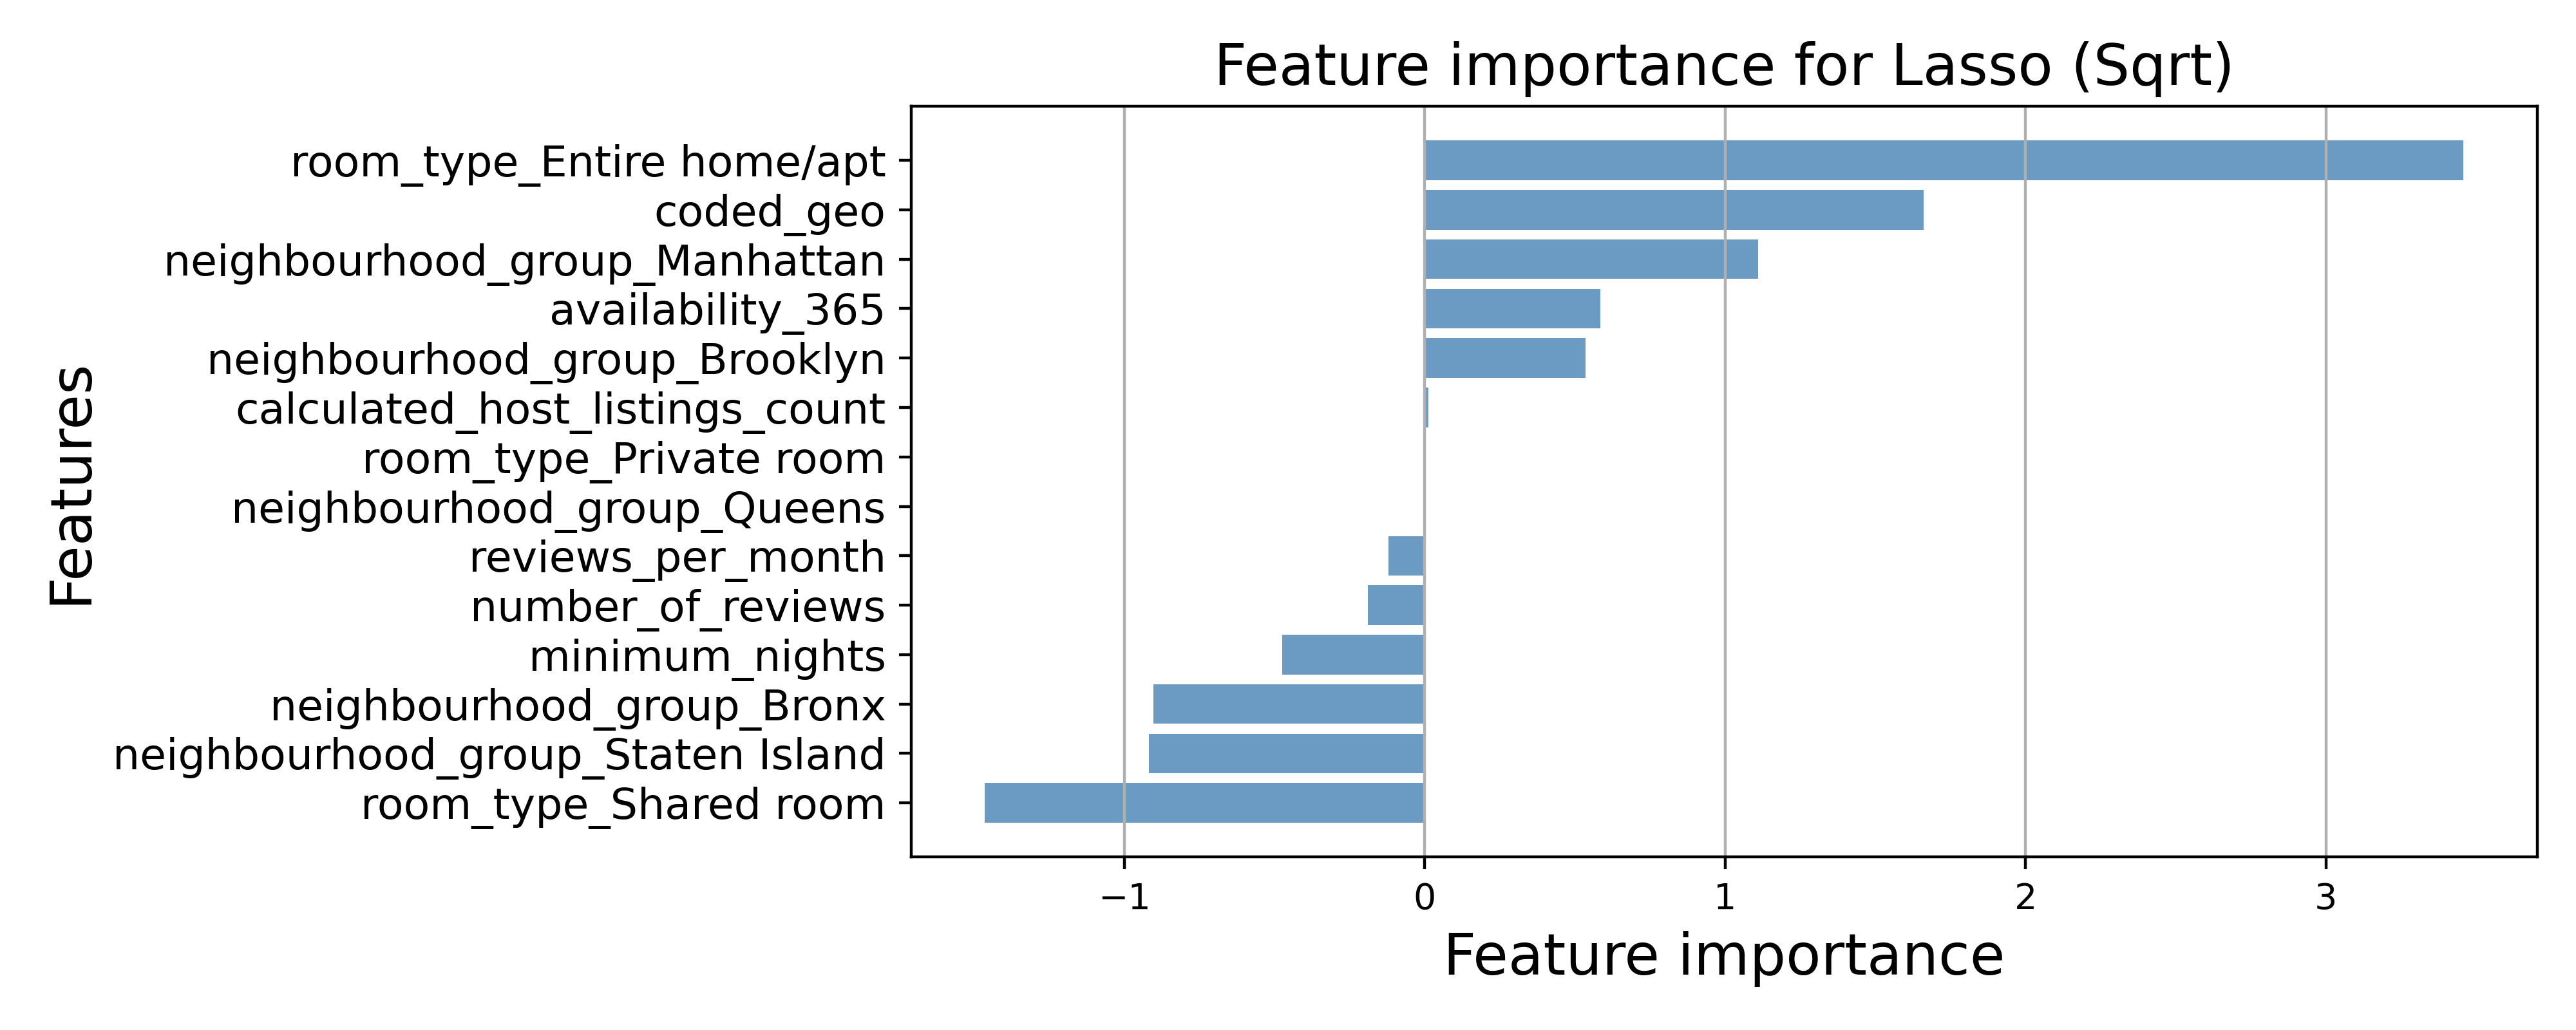 Feature importance for Lasso (Sqrt)
Features
room_type_Entire home/apt
coded_geo
neighbourhood_group_Manhattan
availability_365
neighbourhood_group_Brooklyn
calculated_host_listings_count
room_type_Private room
neighbourhood_group_Queens
reviews_per_month
number_of_reviews
minimum_nights
neighbourhood_group_Bronx
neighbourhood_group_Staten Island
room_type_Shared room
−1 0 1 2 3
Feature importance